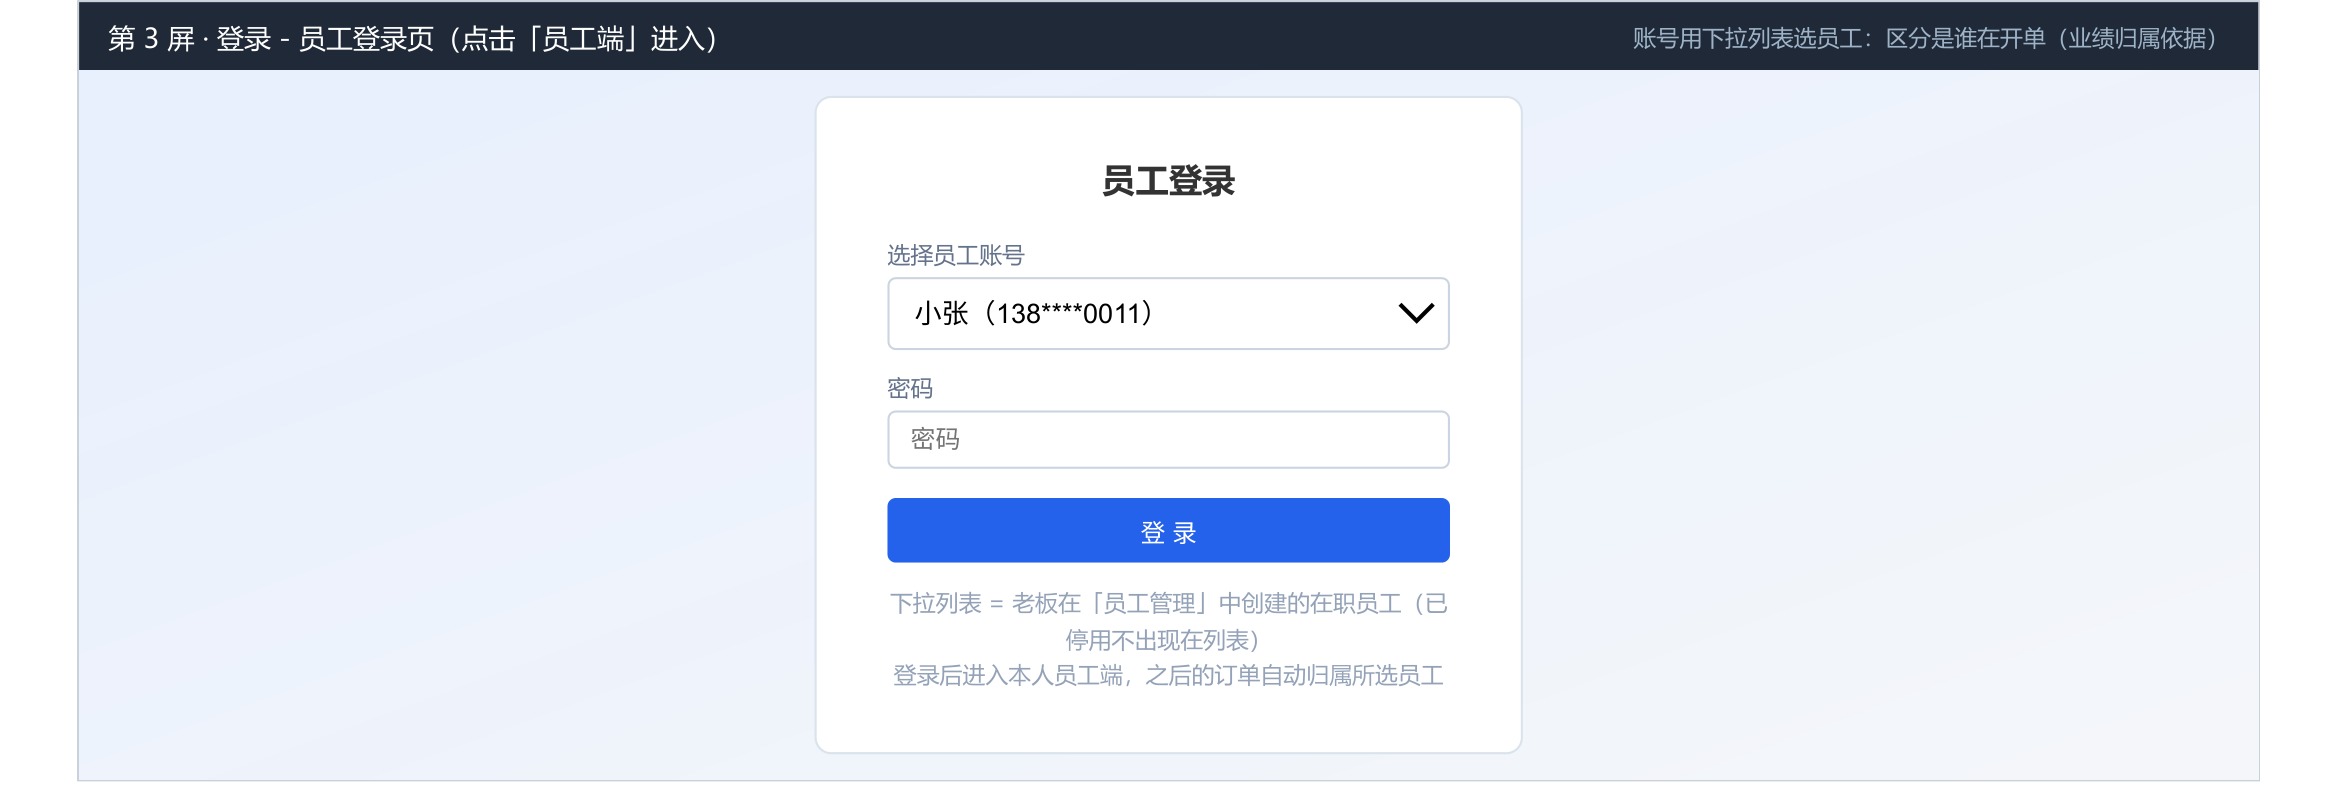 第 3 屏 · 登录 - 员工登录页（点击「员工端」进入）
账号用下拉列表选员工：区分是谁在开单（业绩归属依据）
员工登录
选择员工账号
小张（138****0011）
密码
密码
登 录
下拉列表 = 老板在「员工管理」中创建的在职员工（已
停用不出现在列表）
登录后进入本人员工端，之后的订单自动归属所选员工